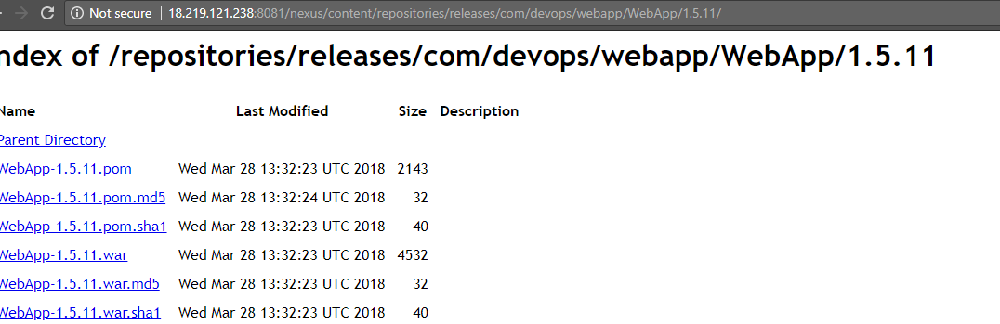 Not secure | 18.219.121.238:8081/nexus/content/repositories/releases/com/devops/webapp/WebApp/1.5.11/
ndex of /repositories/releases/com/devops/webapp/WebApp/1.5.11
Name Last Modified Size Description
Parent Directory
WebApp-1.5.11.pom Wed Mar 28 13:32:23 UTC 2018 2143
WebApp-1.5.11.pom.md5 Wed Mar 28 13:32:24 UTC 2018 32
WebApp-1.5.11.pom.sha1 Wed Mar 28 13:32:23 UTC 2018 40
WebApp-1.5.11.war Wed Mar 28 13:32:23 UTC 2018 4532
WebApp-1.5.11.war.md5 Wed Mar 28 13:32:23 UTC 2018 32
WebApp-1.5.11.war.sha1 Wed Mar 28 13:32:23 UTC 2018 40